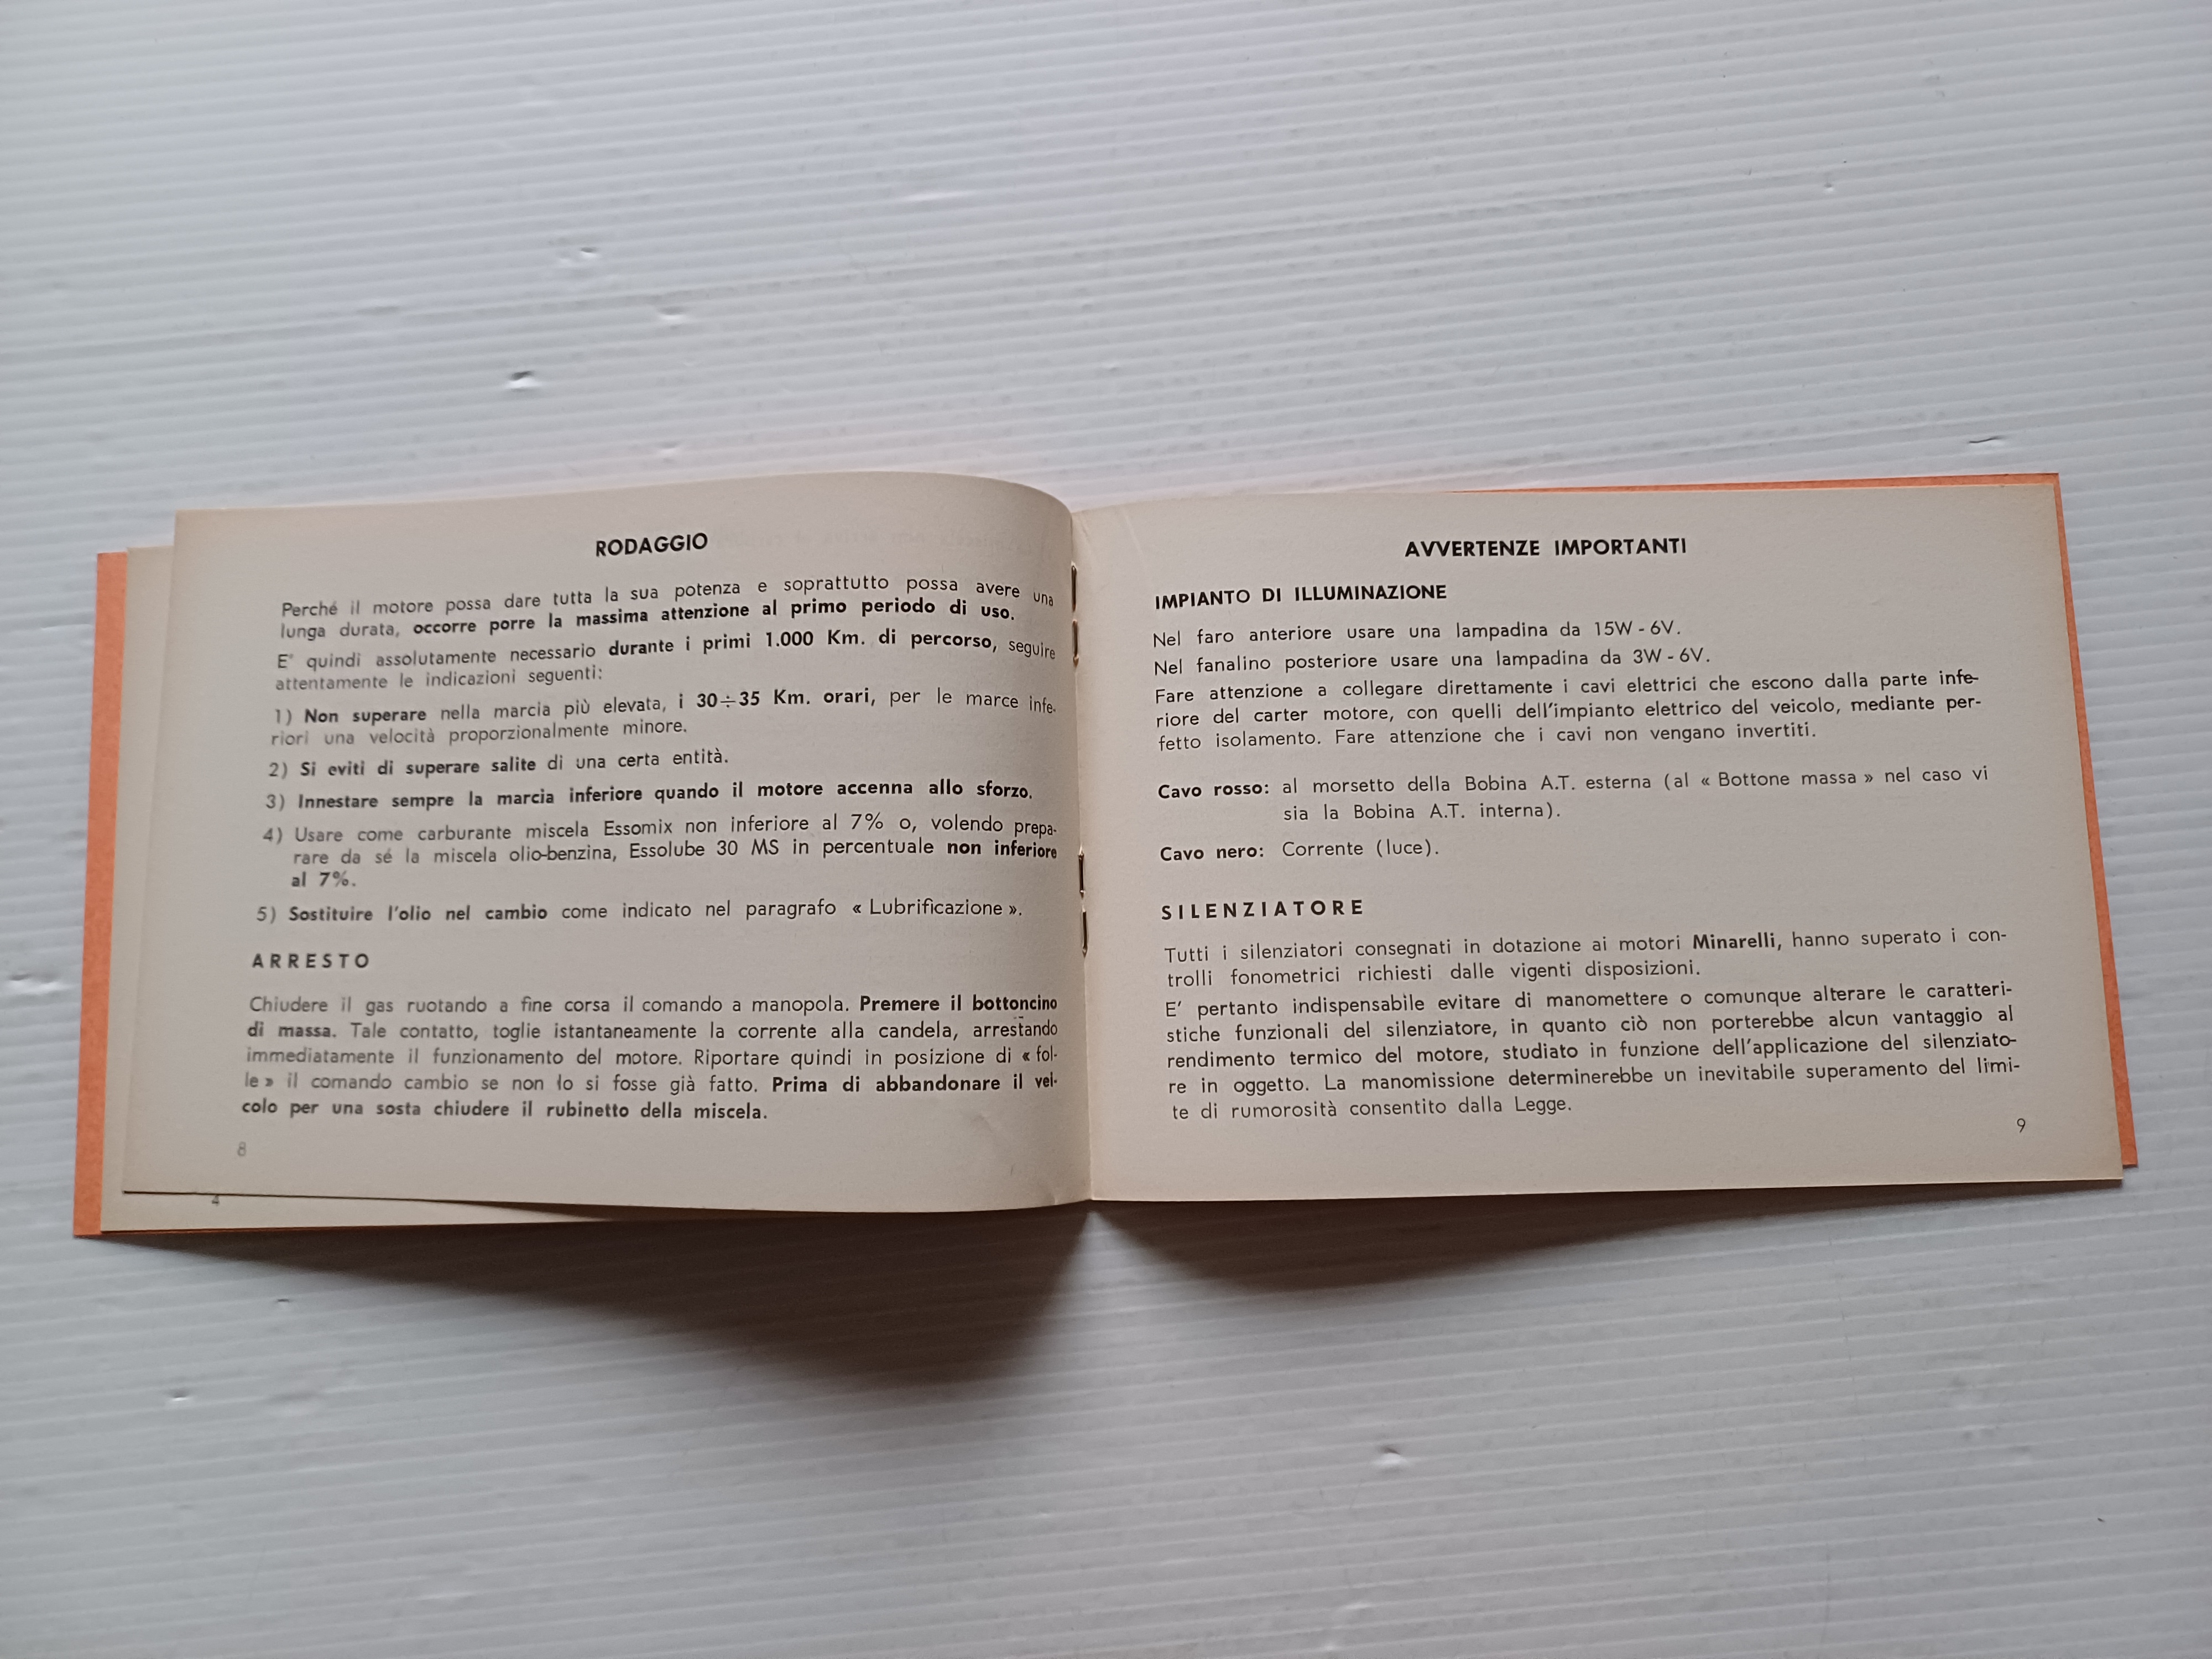 RODAGGIO
Perché il motore possa dare tutta la sua potenza e soprattutto possa avere una
lunga durata, occorre porre la massima attenzione al primo periodo di uso.
E' quindi assolutamente necessario durante i primi 1.000 Km. di percorso, seguire
attentamente le indicazioni seguenti:
1) Non superare nella marcia più elevata, i 30÷35 Km. orari, per le marce infe-
riori una velocità proporzionalmente minore.
2) Si eviti di superare salite di una certa entità.
3) Innestare sempre la marcia inferiore quando il motore accenna allo sforzo.
4) Usare come carburante miscela Essomix non inferiore al 7% o, volendo prepa-
rare da sé la miscela olio-benzina, Essolube 30 MS in percentuale non inferiore
al 7%.
5) Sostituire l'olio nel cambio come indicato nel paragrafo « Lubrificazione ».
ARRESTO
Chiudere il gas ruotando a fine corsa il comando a manopola. Premere il bottoncino
di massa. Tale contatto, toglie istantaneamente la corrente alla candela, arrestando
immediatamente il funzionamento del motore. Riportare quindi in posizione di « fol-
le » il comando cambio se non lo si fosse già fatto. Prima di abbandonare il vei-
colo per una sosta chiudere il rubinetto della miscela.
8
4
AVVERTENZE IMPORTANTI
IMPIANTO DI ILLUMINAZIONE
Nel faro anteriore usare una lampadina da 15W - 6V.
Nel fanalino posteriore usare una lampadina da 3W - 6V.
Fare attenzione a collegare direttamente i cavi elettrici che escono dalla parte infe-
riore del carter motore, con quelli dell'impianto elettrico del veicolo, mediante per-
fetto isolamento. Fare attenzione che i cavi non vengano invertiti.
Cavo rosso: al morsetto della Bobina A.T. esterna (al « Bottone massa » nel caso vi
sia la Bobina A.T. interna).
Cavo nero: Corrente (luce).
SILENZIATORE
Tutti i silenziatori consegnati in dotazione ai motori Minarelli, hanno superato i con-
trolli fonometrici richiesti dalle vigenti disposizioni.
E' pertanto indispensabile evitare di manomettere o comunque alterare le caratteri-
stiche funzionali del silenziatore, in quanto ciò non porterebbe alcun vantaggio al
rendimento termico del motore, studiato in funzione dell'applicazione del silenziato-
re in oggetto. La manomissione determinerebbe un inevitabile superamento del limi-
te di rumorosità consentito dalla Legge.
9